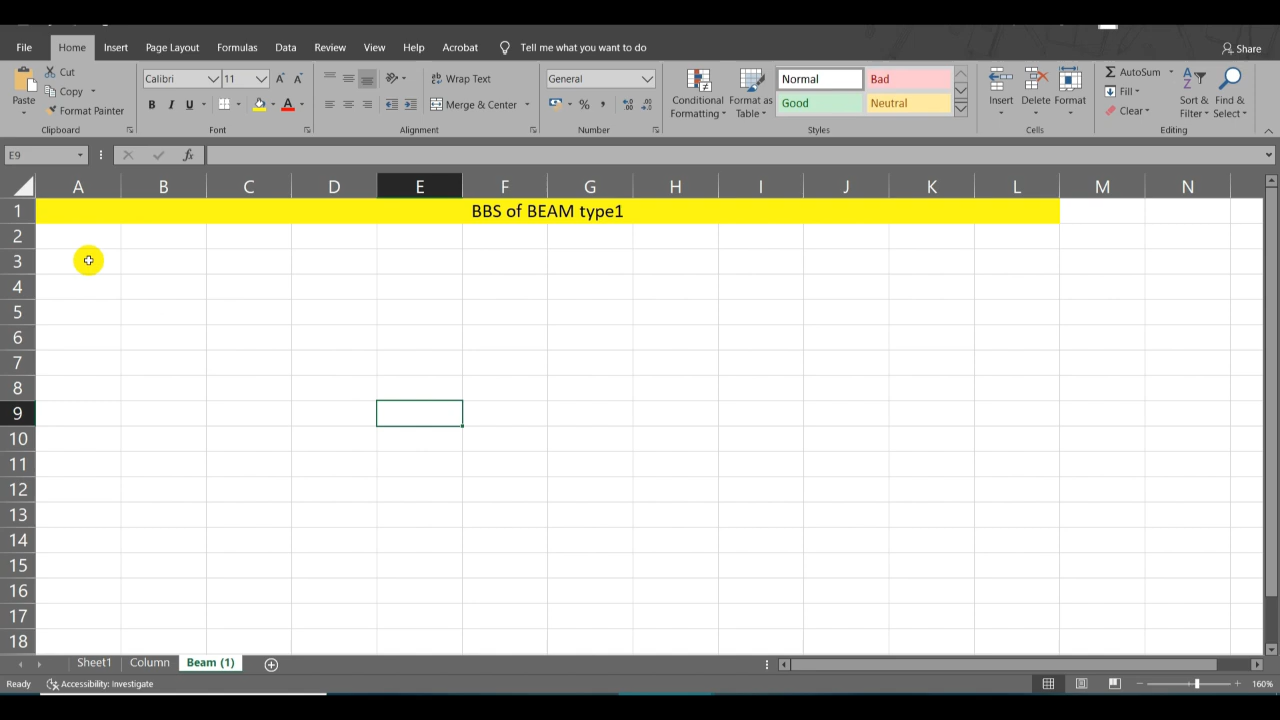 File Home Insert Page Layout Formulas Data Review View Help Acrobat Tell me what you want to do Share
Paste Cut Copy Format Painter Clipboard
Calibri 11 A A B I U A Font
Wrap Text Merge & Center Alignment
General % , Number
Conditional Formatting Format as Table Normal Bad Good Neutral Styles
Insert Delete Format Cells
AutoSum Fill Clear Sort & Filter Find & Select Editing
E9 fx
A B C D E F G H I J K L M N
1 BBS of BEAM type1
2
3
4
5
6
7
8
9
10
11
12
13
14
15
16
17
18
Sheet1 Column Beam (1)
Ready Accessibility: Investigate 160%